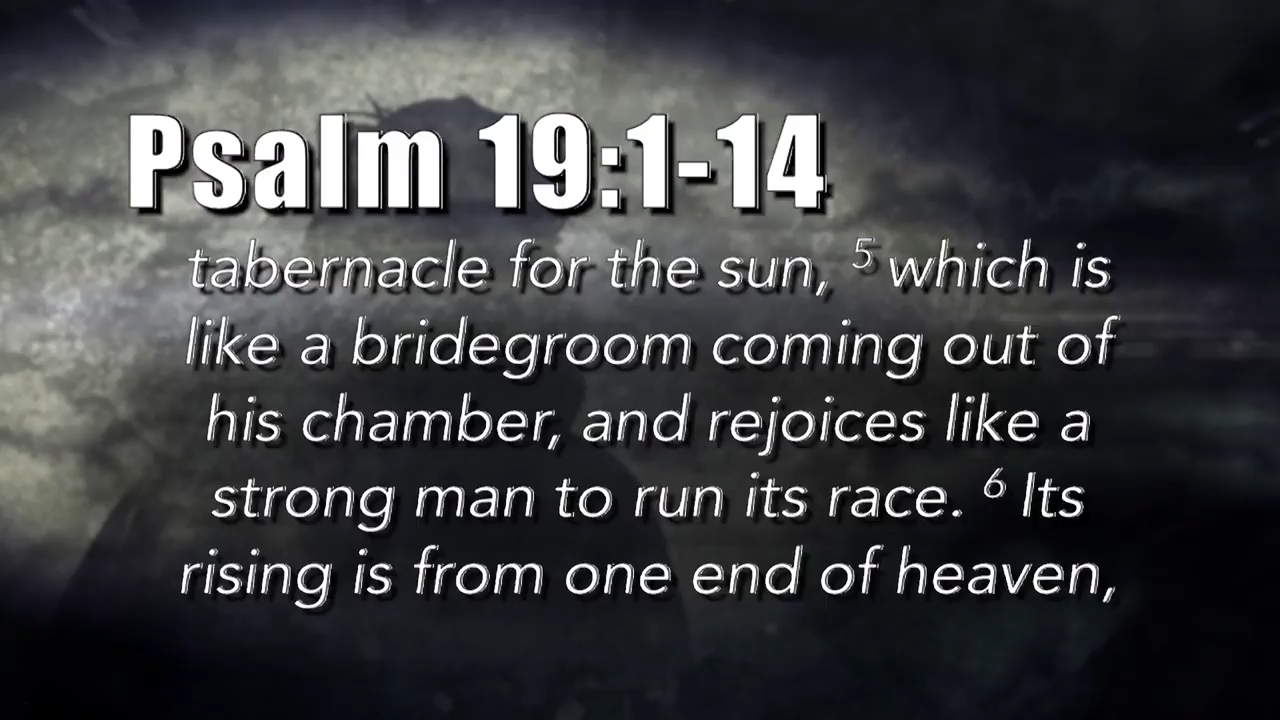 Psalm 19:1-14
tabernacle for the sun, ⁵ which is
like a bridegroom coming out of
his chamber, and rejoices like a
strong man to run its race. ⁶ Its
rising is from one end of heaven,